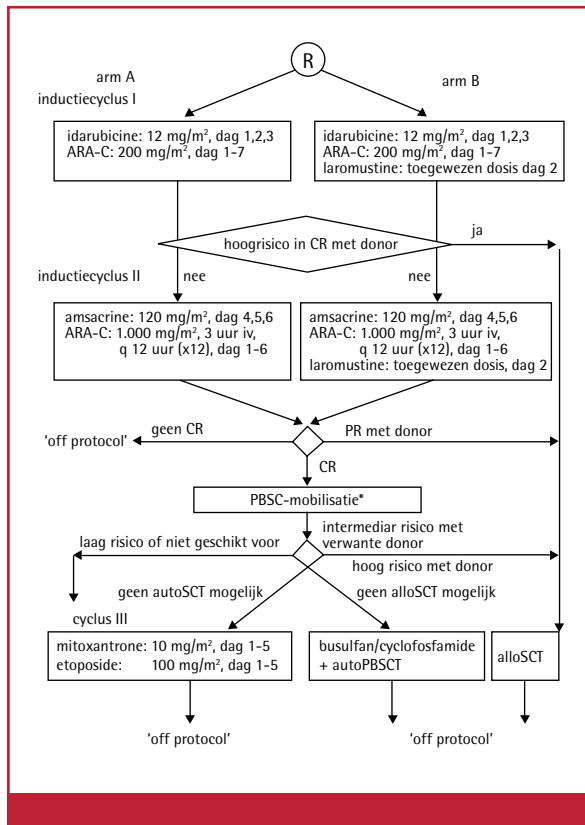 R
arm A
arm B
inductiecyclus I
idarubicine: 12 mg/m², dag 1,2,3
ARA-C: 200 mg/m², dag 1-7
idarubicine: 12 mg/m², dag 1,2,3
ARA-C: 200 mg/m², dag 1-7
laromustine: toegewezen dosis dag 2
hoogrisico in CR met donor
ja
inductiecyclus II
nee
nee
amsacrine: 120 mg/m², dag 4,5,6
ARA-C: 1.000 mg/m², 3 uur iv,
q 12 uur (x12), dag 1-6
amsacrine: 120 mg/m², dag 4,5,6
ARA-C: 1.000 mg/m², 3 uur iv,
q 12 uur (x12), dag 1-6
laromustine: toegewezen dosis, dag 2
'off protocol'
geen CR
PR met donor
CR
PBSC-mobilisatie*
laag risico of niet geschikt voor
intermediar risico met
verwante donor
hoog risico met donor
geen autoSCT mogelijk
geen alloSCT mogelijk
cyclus III
mitoxantrone: 10 mg/m², dag 1-5
etoposide: 100 mg/m², dag 1-5
busulfan/cyclofosfamide
+ autoPBSCT
alloSCT
'off protocol'
'off protocol'